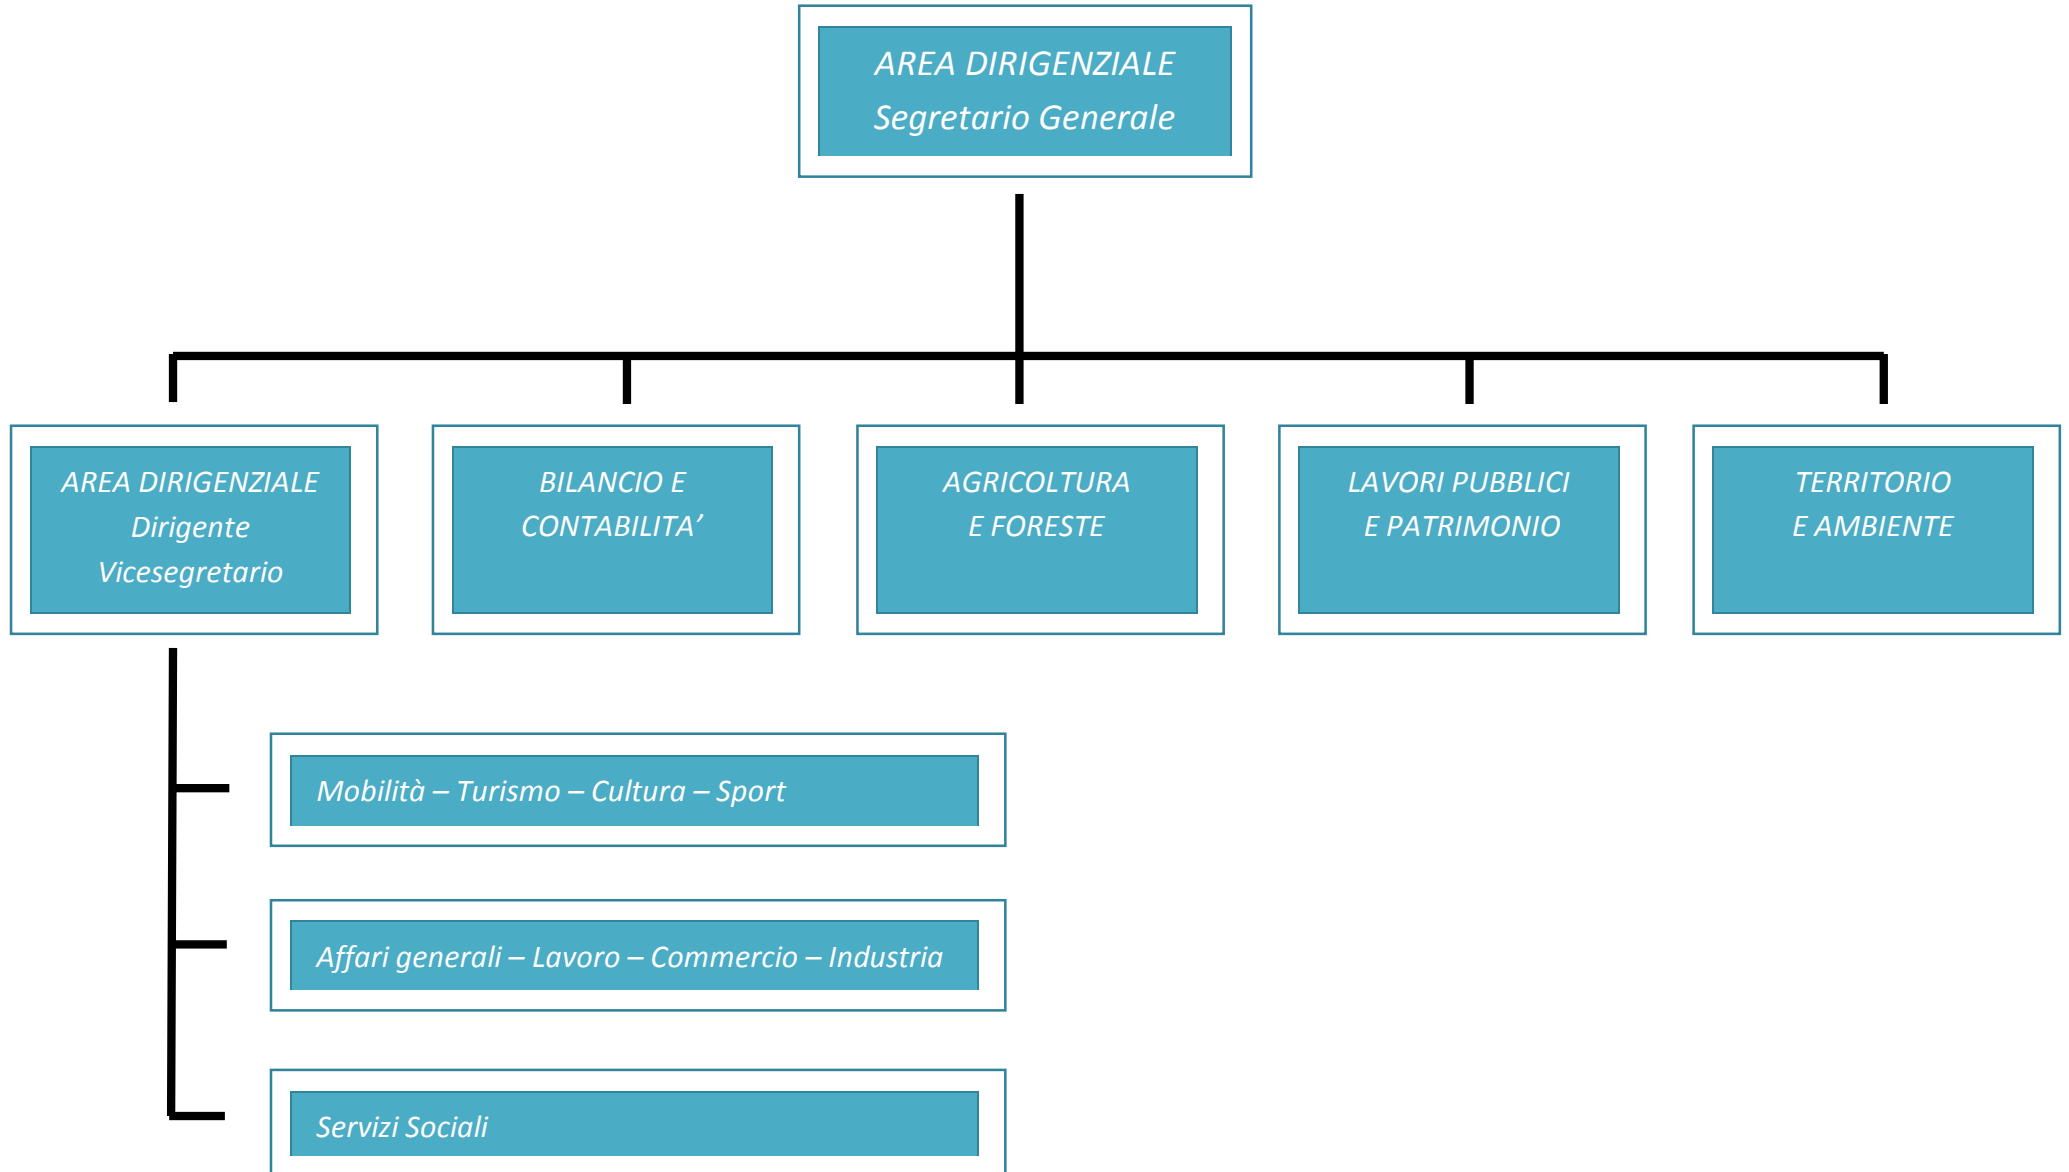 AREA DIRIGENZIALE
Segretario Generale
AREA DIRIGENZIALE
Dirigente
Vicesegretario
BILANCIO E
CONTABILITA’
AGRICOLTURA
E FORESTE
LAVORI PUBBLICI
E PATRIMONIO
TERRITORIO
E AMBIENTE
Mobilità – Turismo – Cultura – Sport
Affari generali – Lavoro – Commercio – Industria
Servizi Sociali